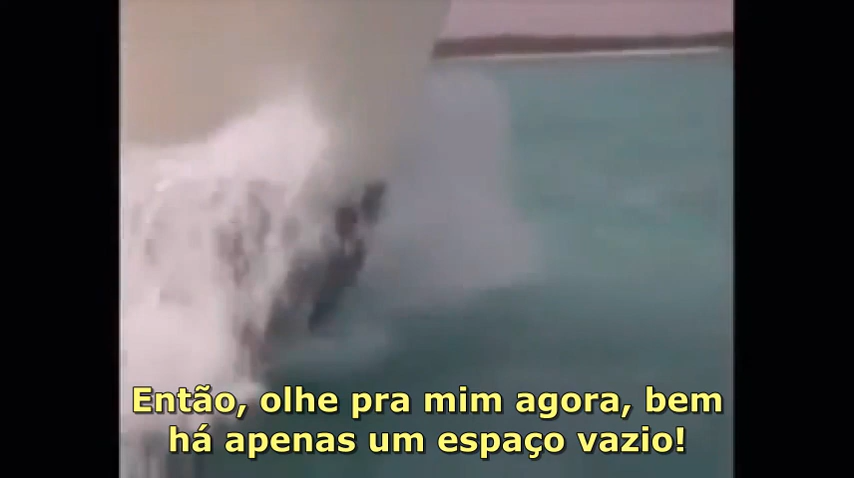 Então, olhe pra mim agora, bem
há apenas um espaço vazio!